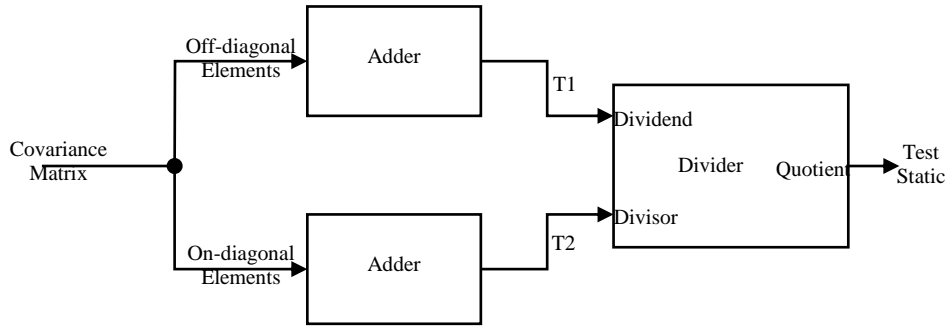 Off-diagonal
Elements
Adder
T1
Covariance
Matrix
Dividend
Divider
Quotient
Test
Static
Divisor
On-diagonal
Elements
Adder
T2